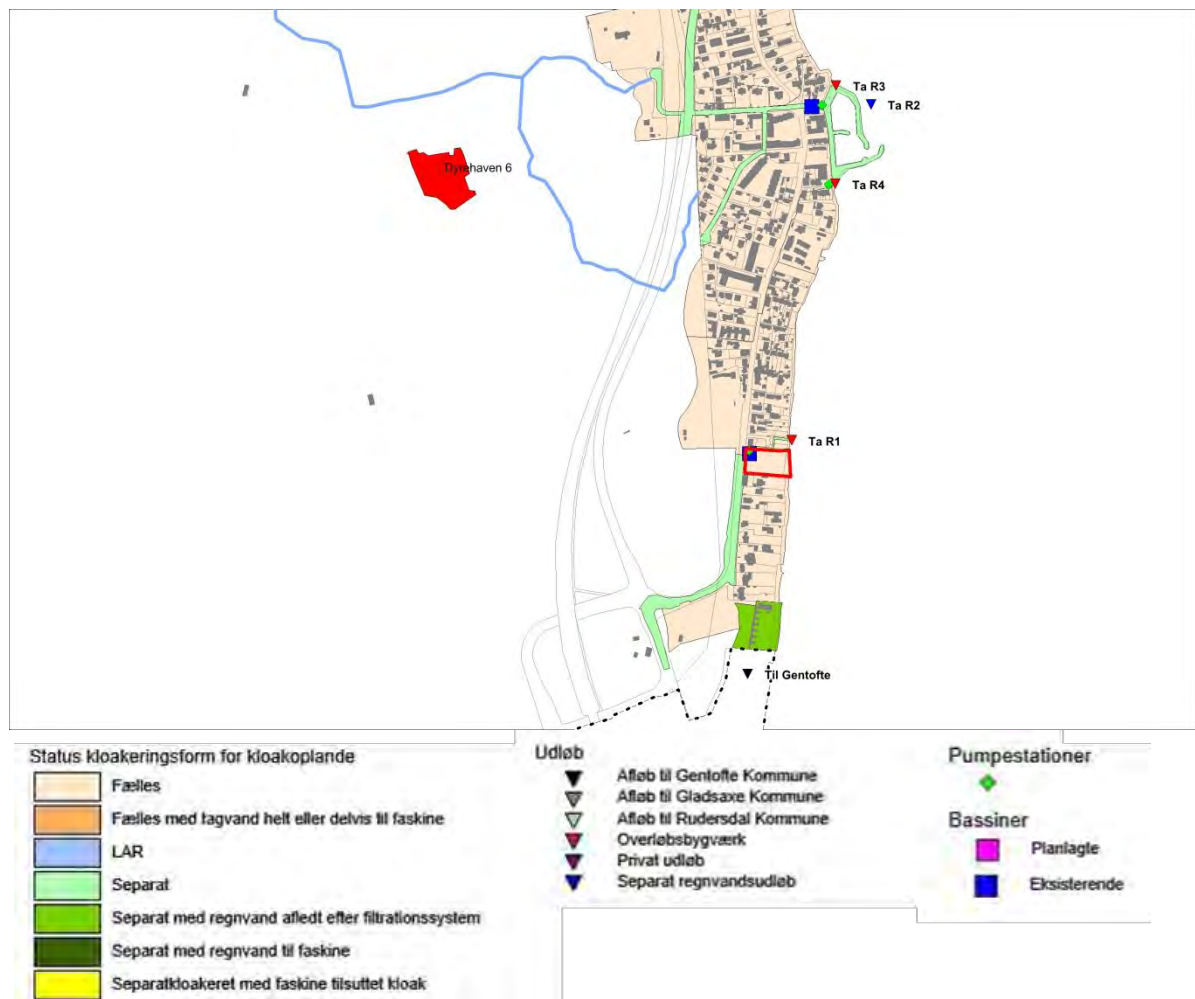 Ta R3
Ta R2
Dyrehaven 6
Ta R4
Ta R1
Til Gentofte
Status kloakeringsform for kloakoplande
Fælles
Fælles med tagvand helt eller delvis til faskine
LAR
Separat
Separat med regnvand afledt efter filtrationssystem
Separat med regnvand til faskine
Separatkloakeret med faskine tilsuttet kloak
Udløb
Afløb til Gentofte Kommune
Afløb til Gladsaxe Kommune
Afløb til Rudersdal Kommune
Overløbsbygværk
Privat udløb
Separat regnvandsudløb
Pumpestationer
Bassiner
Planlagte
Eksisterende